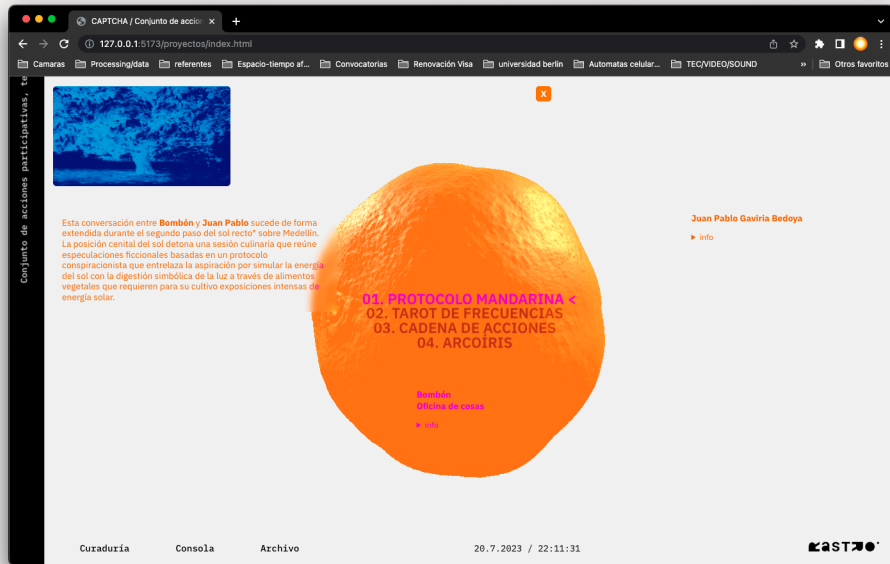 CAPTCHA / Conjunto de accion
127.0.0.1:5173/proyectos/index.html
Camaras Processing/data referentes Espacio-tiempo af... Convocatorias Renovación Visa universidad berlin Automatas celular... TEC/VIDEO/SOUND » Otros favoritos
Conjunto de acciones participativas, te
X
Esta conversación entre Bombón y Juan Pablo sucede de forma
extendida durante el segundo paso del sol recto* sobre Medellín.
La posición cenital del sol detona una sesión culinaria que reúne
especulaciones ficcionales basadas en un protocolo
conspiracionista que entrelaza la aspiración por simular la energía
del sol con la digestión simbólica de la luz a través de alimentos
vegetales que requieren para su cultivo exposiciones intensas de
energía solar.
Juan Pablo Gaviria Bedoya
▶ info
01. PROTOCOLO MANDARINA <
02. TAROT DE FRECUENCIAS
03. CADENA DE ACCIONES
04. ARCOÍRIS
Bombón
Oficina de cosas
▶ info
Curaduría Consola Archivo 20.7.2023 / 22:11:31 RASTRO